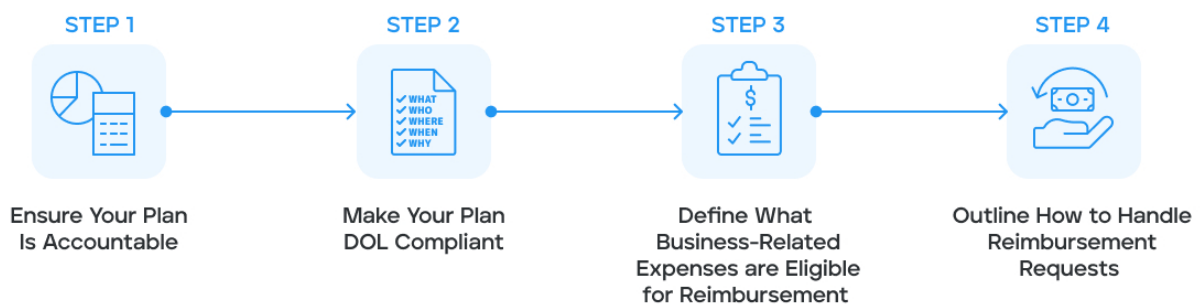 STEP 1
STEP 2
STEP 3
STEP 4
WHAT
WHO
WHERE
WHEN
WHY
$
Ensure Your Plan
Is Accountable
Make Your Plan
DOL Compliant
Define What
Business-Related
Expenses are Eligible
for Reimbursement
Outline How to Handle
Reimbursement
Requests